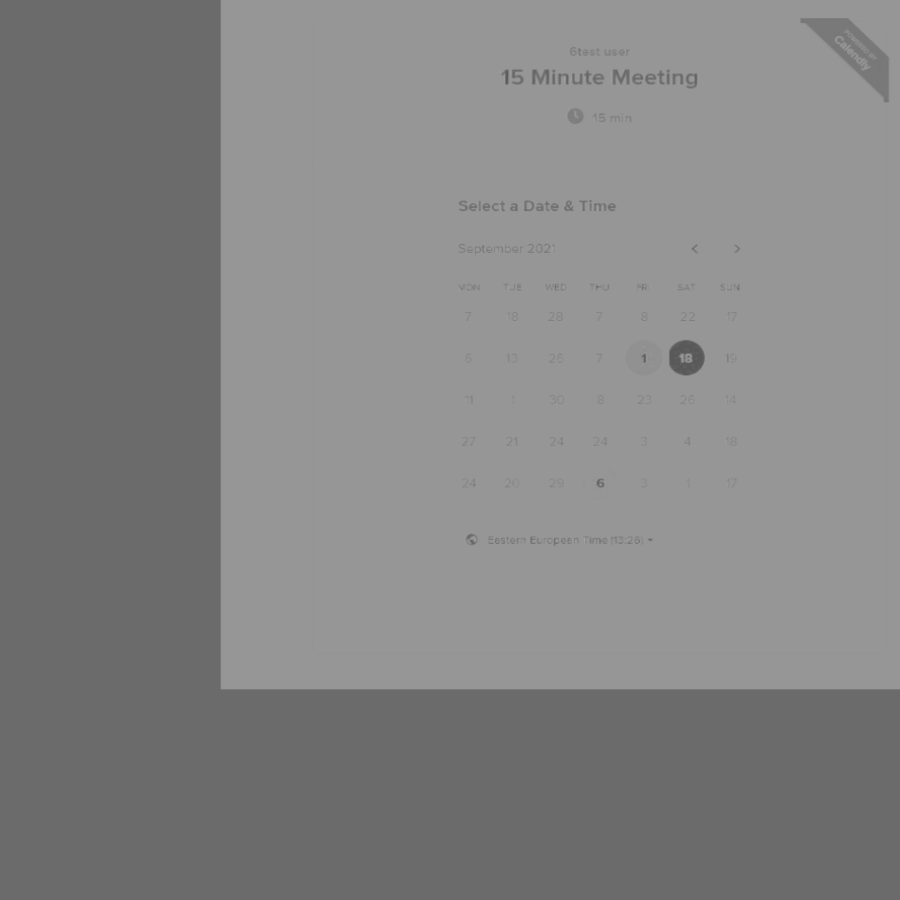 POWERED BY
Calendly
6test user
15 Minute Meeting
15 min
Select a Date & Time
September 2021
MON TUE WED THU FRI SAT SUN
7 18 28 7 8 22 17
6 13 26 7 1 18 19
11 1 30 8 23 26 14
27 21 24 24 3 4 18
24 20 29 6 3 1 17
Eestern Europeen Time (13:26)